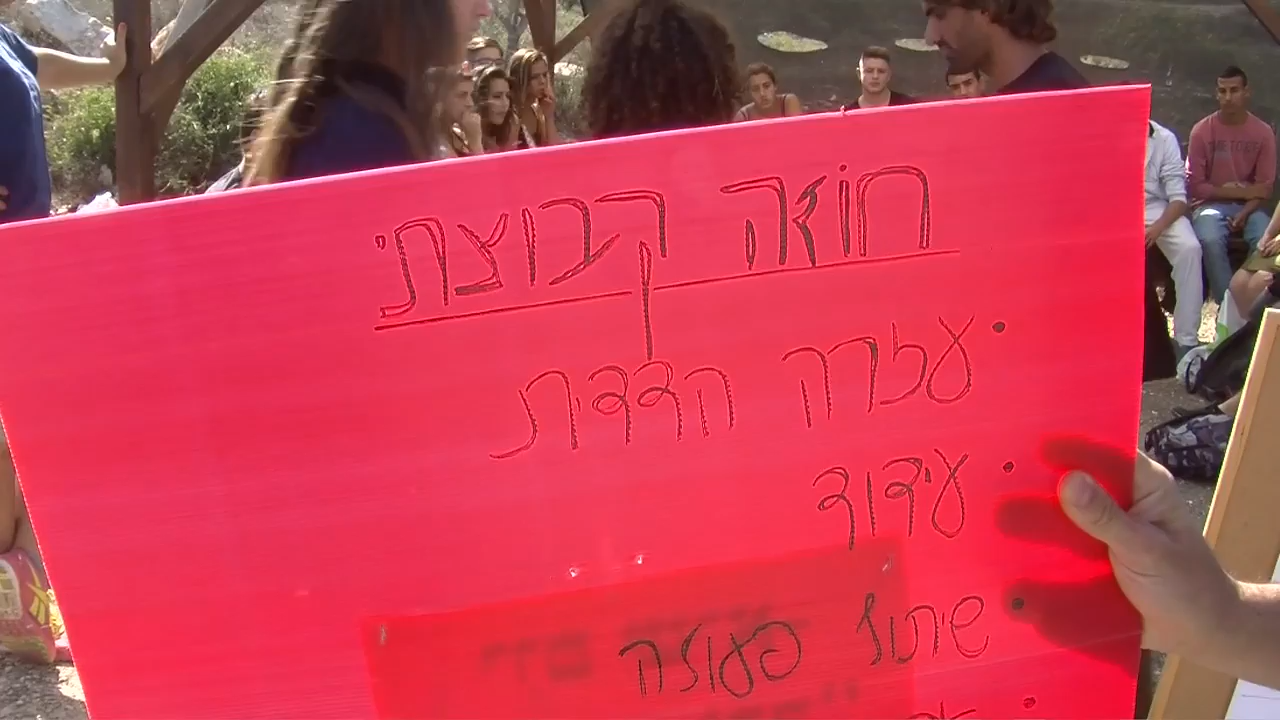 חוזה קבוצתי
• עזרה הדדית
• עידוד
• שיתוף פעולה